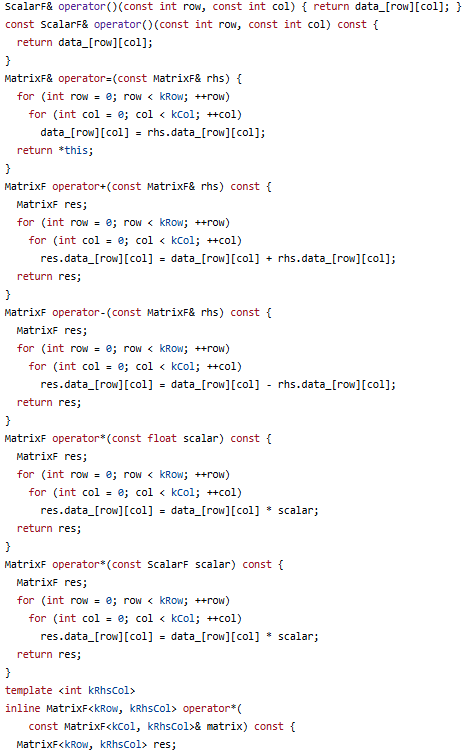 ScalarF& operator()(const int row, const int col) { return data_[row][col]; }
const ScalarF& operator()(const int row, const int col) const {
  return data_[row][col];
}
MatrixF& operator=(const MatrixF& rhs) {
  for (int row = 0; row < kRow; ++row)
    for (int col = 0; col < kCol; ++col)
      data_[row][col] = rhs.data_[row][col];
  return *this;
}
MatrixF operator+(const MatrixF& rhs) const {
  MatrixF res;
  for (int row = 0; row < kRow; ++row)
    for (int col = 0; col < kCol; ++col)
      res.data_[row][col] = data_[row][col] + rhs.data_[row][col];
  return res;
}
MatrixF operator-(const MatrixF& rhs) const {
  MatrixF res;
  for (int row = 0; row < kRow; ++row)
    for (int col = 0; col < kCol; ++col)
      res.data_[row][col] = data_[row][col] - rhs.data_[row][col];
  return res;
}
MatrixF operator*(const float scalar) const {
  MatrixF res;
  for (int row = 0; row < kRow; ++row)
    for (int col = 0; col < kCol; ++col)
      res.data_[row][col] = data_[row][col] * scalar;
  return res;
}
MatrixF operator*(const ScalarF scalar) const {
  MatrixF res;
  for (int row = 0; row < kRow; ++row)
    for (int col = 0; col < kCol; ++col)
      res.data_[row][col] = data_[row][col] * scalar;
  return res;
}
template <int kRhsCol>
inline MatrixF<kRow, kRhsCol> operator*(
    const MatrixF<kCol, kRhsCol>& matrix) const {
  MatrixF<kRow, kRhsCol> res;